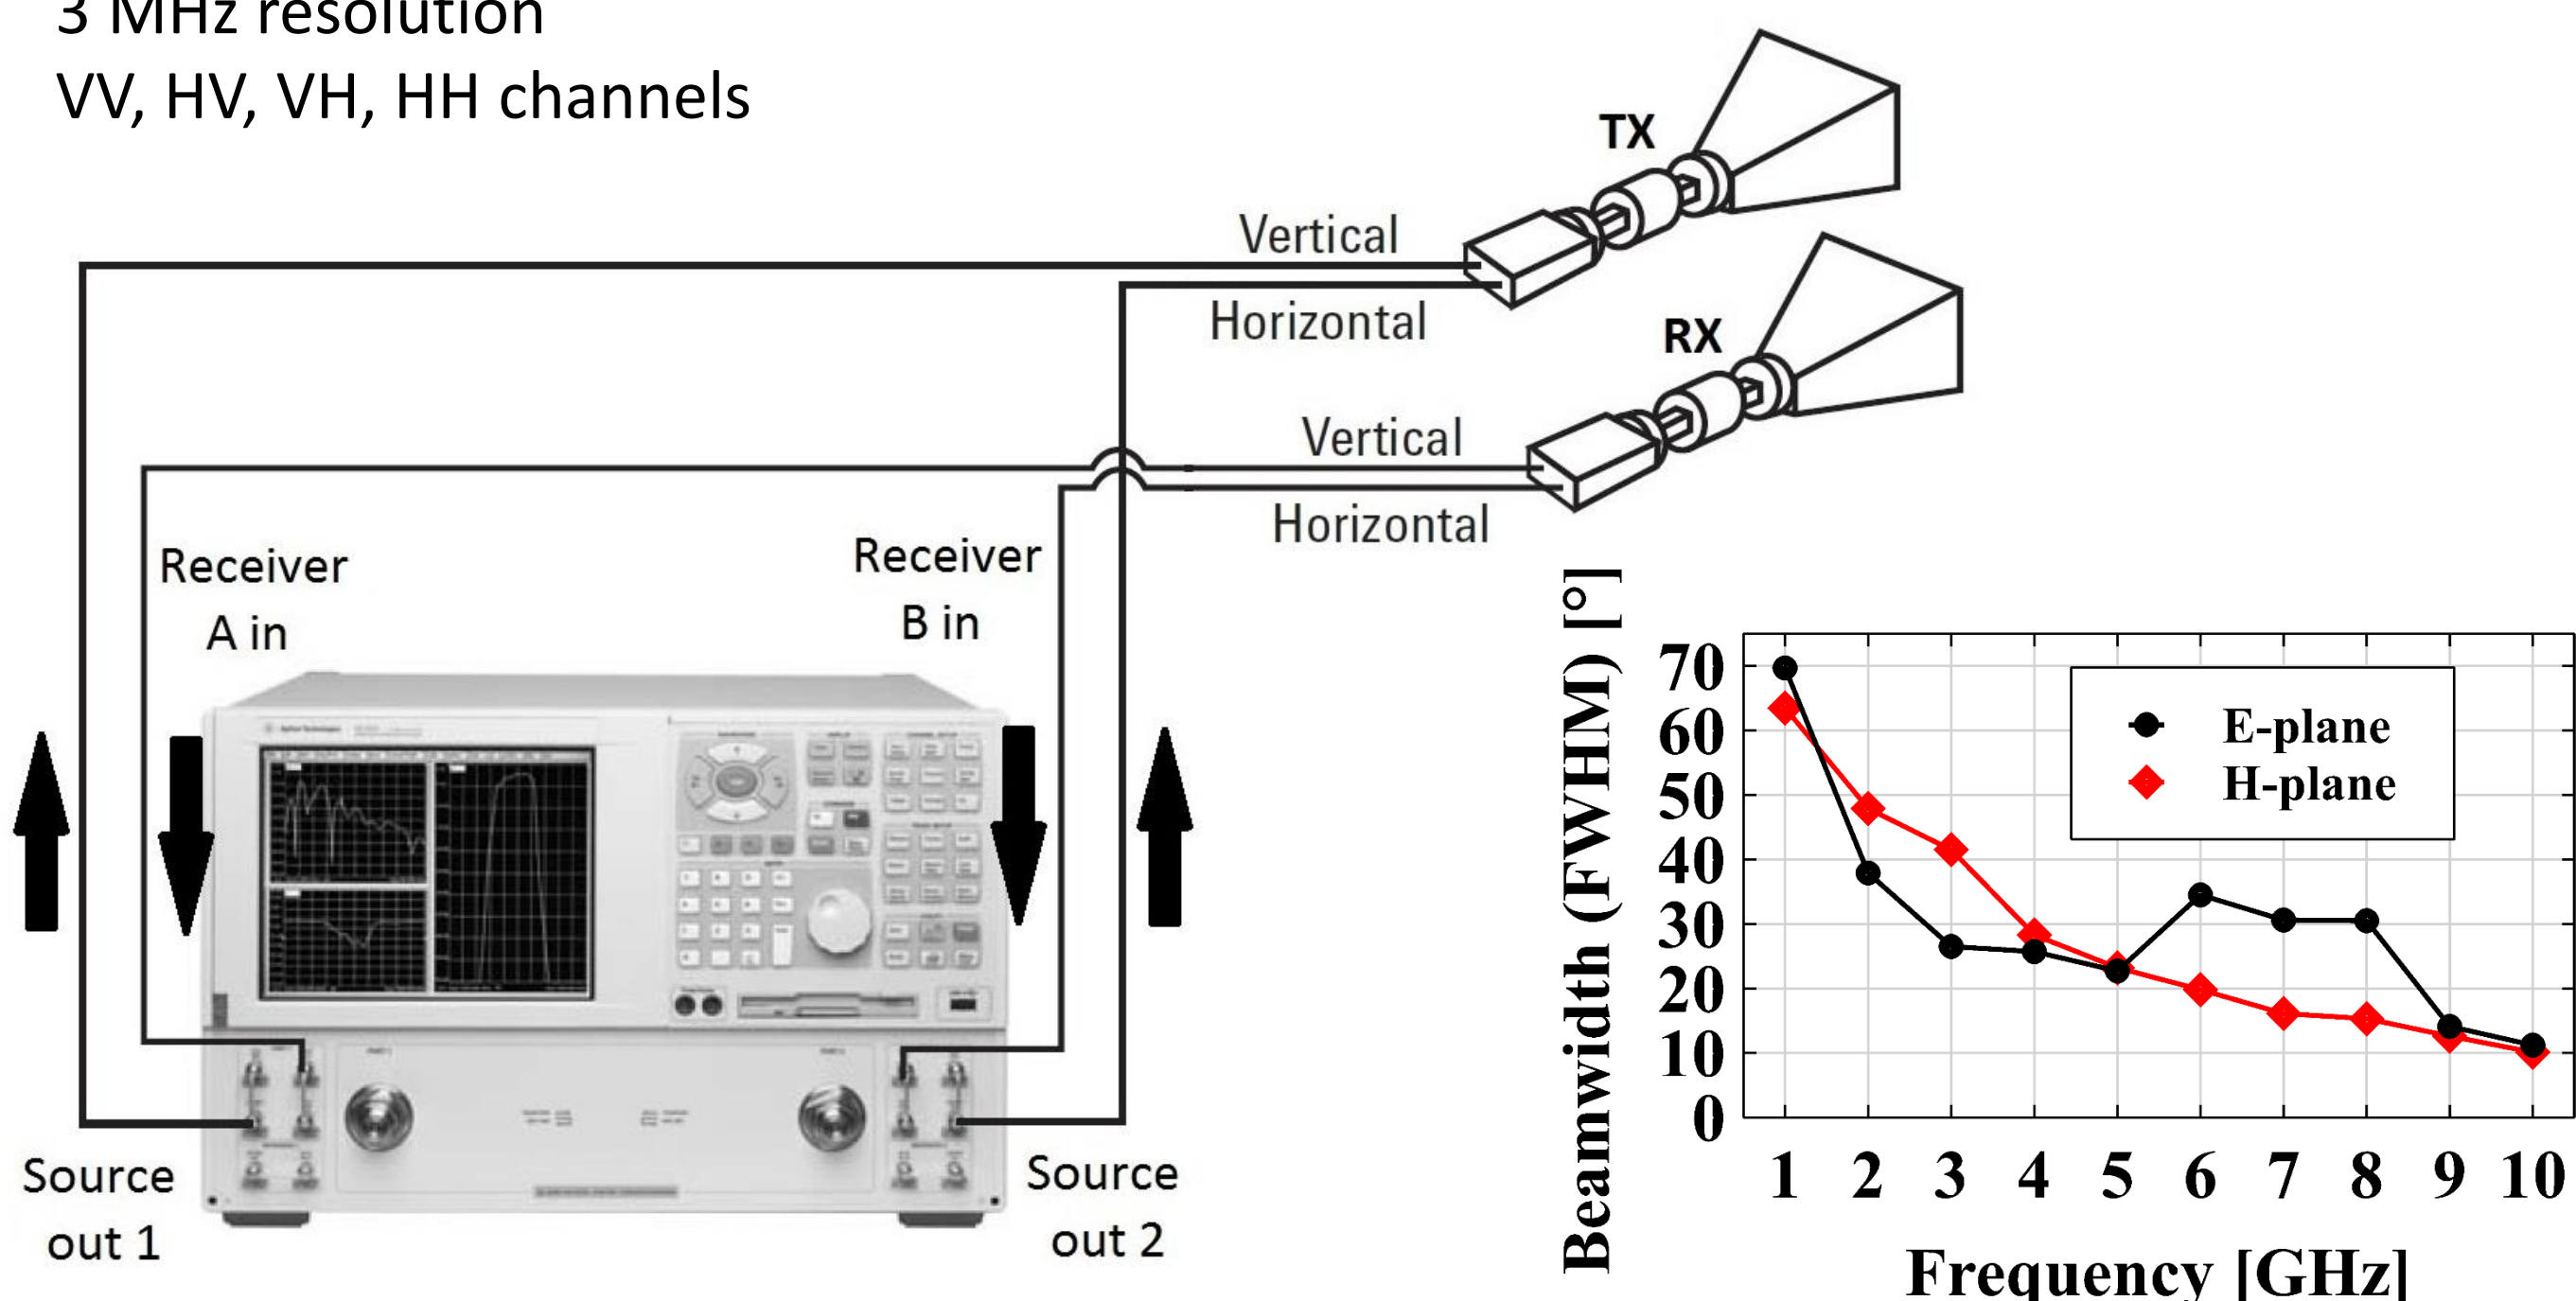 3 MHz resolution
VV, HV, VH, HH channels
TX
Vertical
Horizontal
RX
Vertical
Horizontal
Receiver
A in
Receiver
B in
Source
out 1
Source
out 2
Beamwidth (FWHM) [°]
70
60
50
40
30
20
10
0
E-plane
H-plane
1 2 3 4 5 6 7 8 9 10
Frequency [GHz]